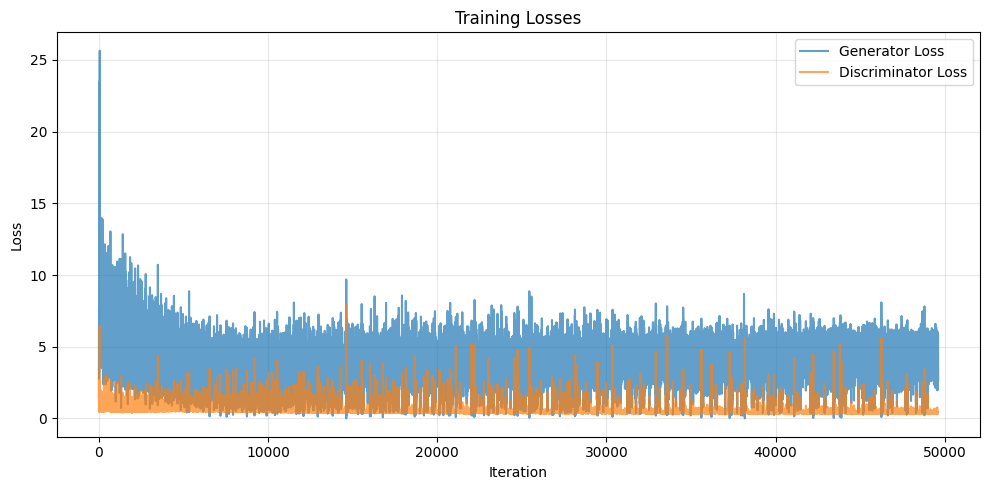 Training Losses
Generator Loss
Discriminator Loss
Loss
25
20
15
10
5
0
0 10000 20000 30000 40000 50000
Iteration